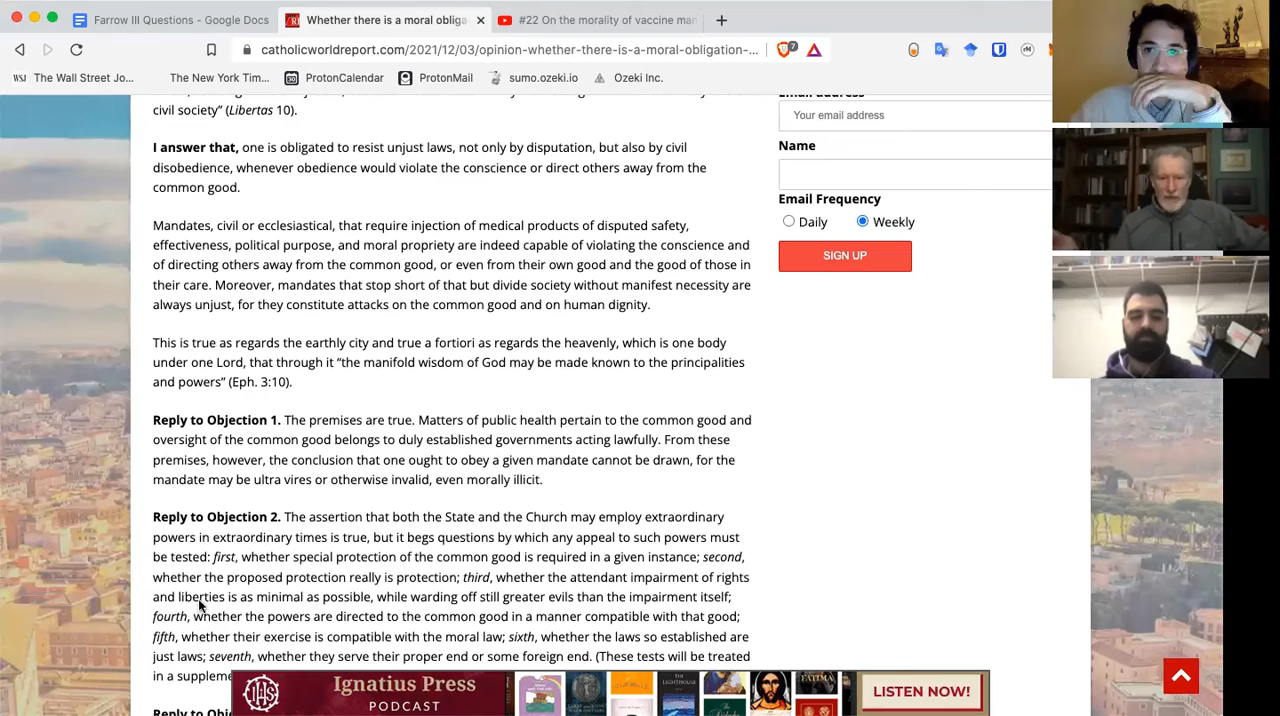 Farrow III Questions - Google Docs
Whether there is a moral obliga
#22 On the morality of vaccine man
catholicworldreport.com/2021/12/03/opinion-whether-there-is-a-moral-obligation-...
7
WSJ The Wall Street Jo...
The New York Tim...
ProtonCalendar
ProtonMail
sumo.ozeki.io
Ozeki Inc.
civil society” (Libertas 10).
I answer that, one is obligated to resist unjust laws, not only by disputation, but also by civil
disobedience, whenever obedience would violate the conscience or direct others away from the
common good.
Mandates, civil or ecclesiastical, that require injection of medical products of disputed safety,
effectiveness, political purpose, and moral propriety are indeed capable of violating the conscience and
of directing others away from the common good, or even from their own good and the good of those in
their care. Moreover, mandates that stop short of that but divide society without manifest necessity are
always unjust, for they constitute attacks on the common good and on human dignity.
This is true as regards the earthly city and true a fortiori as regards the heavenly, which is one body
under one Lord, that through it “the manifold wisdom of God may be made known to the principalities
and powers” (Eph. 3:10).
Reply to Objection 1. The premises are true. Matters of public health pertain to the common good and
oversight of the common good belongs to duly established governments acting lawfully. From these
premises, however, the conclusion that one ought to obey a given mandate cannot be drawn, for the
mandate may be ultra vires or otherwise invalid, even morally illicit.
Reply to Objection 2. The assertion that both the State and the Church may employ extraordinary
powers in extraordinary times is true, but it begs questions by which any appeal to such powers must
be tested: first, whether special protection of the common good is required in a given instance; second,
whether the proposed protection really is protection; third, whether the attendant impairment of rights
and liberties is as minimal as possible, while warding off still greater evils than the impairment itself;
fourth, whether the powers are directed to the common good in a manner compatible with that good;
fifth, whether their exercise is compatible with the moral law; sixth, whether the laws so established are
just laws; seventh, whether they serve their proper end or some foreign end. (These tests will be treated
in a suppleme
Reply to Obj
Email address
Your email address
Name
Email Frequency
Daily
Weekly
SIGN UP
IHS
Ignatius Press
PODCAST
FATIMA
LISTEN NOW!